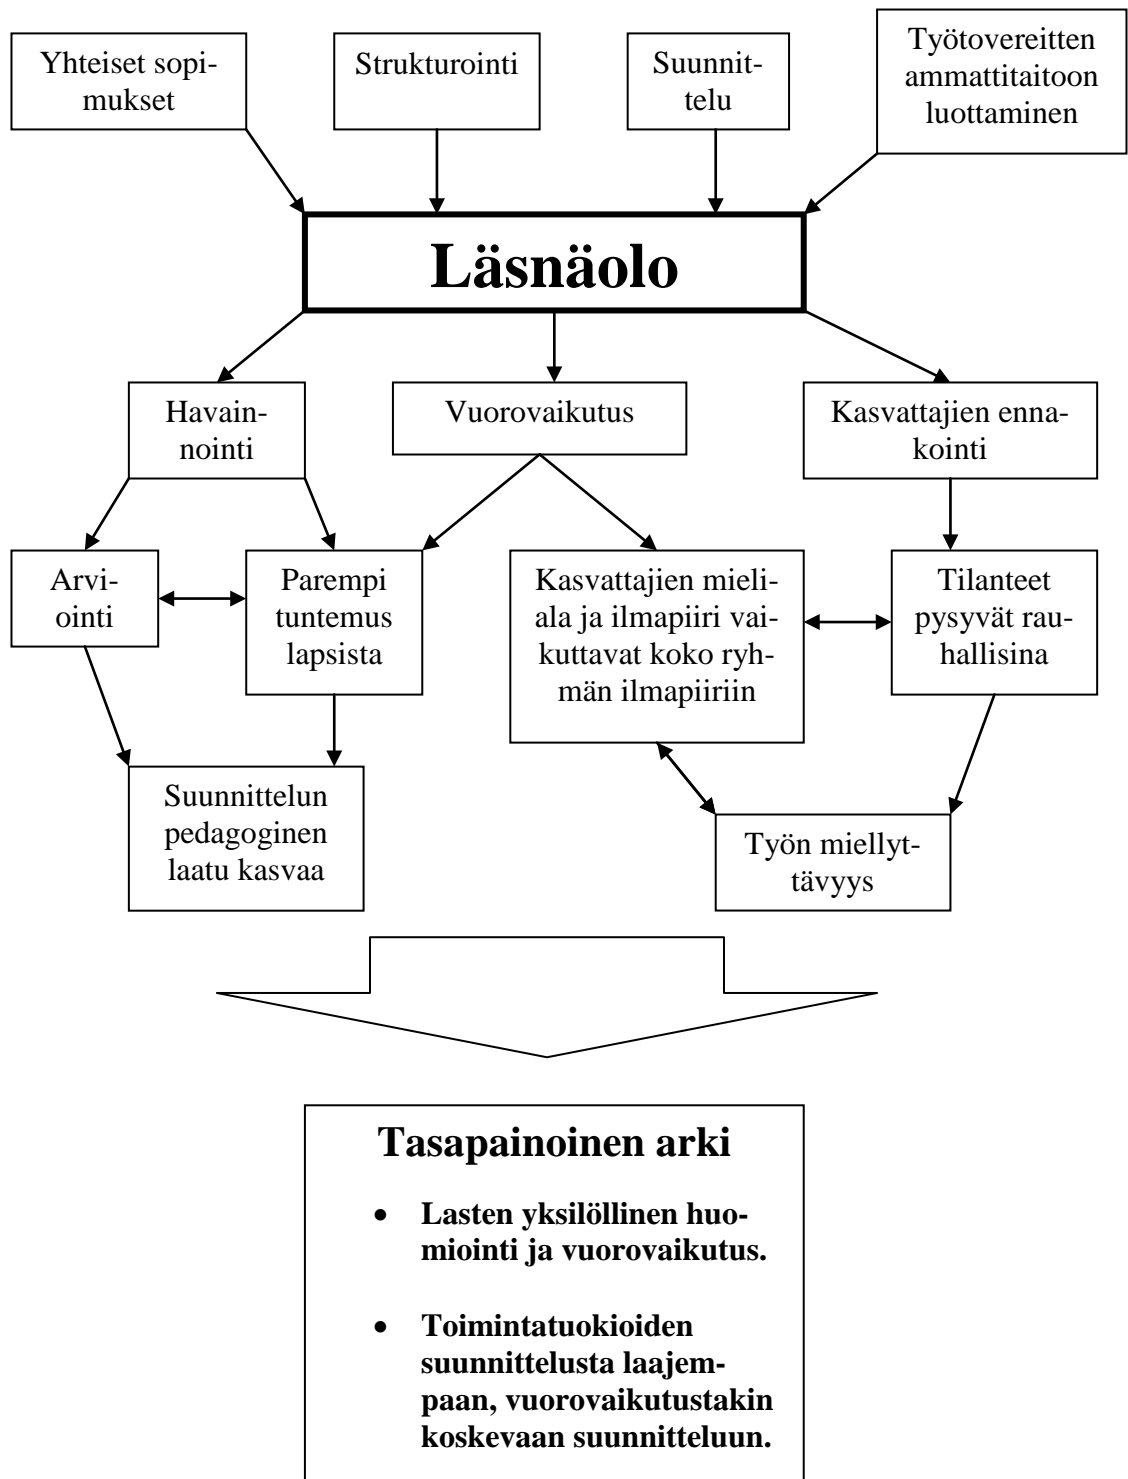 Yhteiset sopi-
mukset
Strukturointi
Suunnit-
telu
Työtovereitten
ammattitaitoon
luottaminen
Läsnäolo
Havain-
nointi
Vuorovaikutus
Kasvattajien enna-
kointi
Arvi-
ointi
Parempi
tuntemus
lapsista
Kasvattajien mieli-
ala ja ilmapiiri vai-
kuttavat koko ryh-
män ilmapiiriin
Tilanteet
pysyvät rau-
hallisina
Suunnittelun
pedagoginen
laatu kasvaa
Työn miellyt-
tävyys
Tasapainoinen arki
• Lasten yksilöllinen huo-
miointi ja vuorovaikutus.
• Toimintatuokioiden
suunnittelusta laajem-
paan, vuorovaikutustakin
koskevaan suunnitteluun.